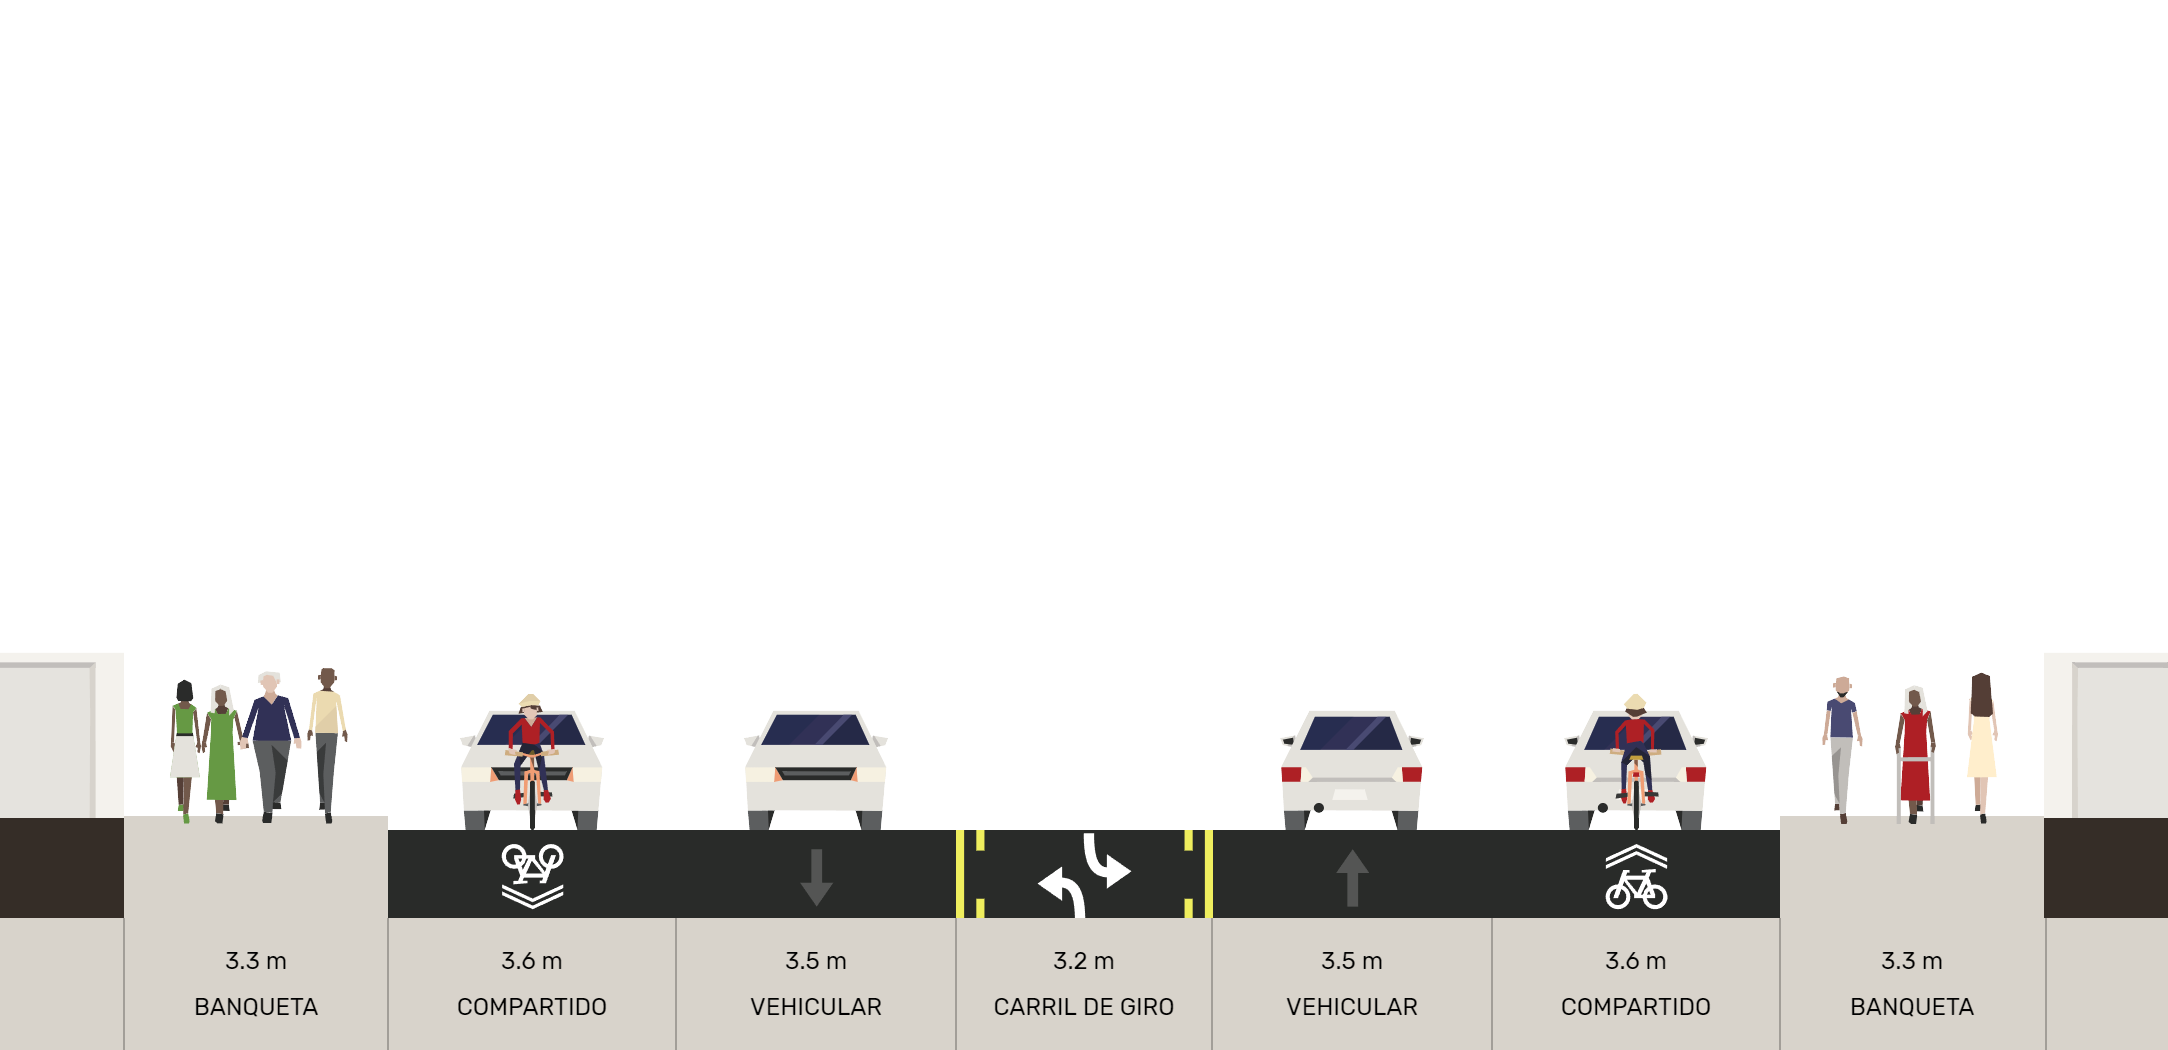 3.3 m
BANQUETA
3.6 m
COMPARTIDO
3.5 m
VEHICULAR
3.2 m
CARRIL DE GIRO
3.5 m
VEHICULAR
3.6 m
COMPARTIDO
3.3 m
BANQUETA